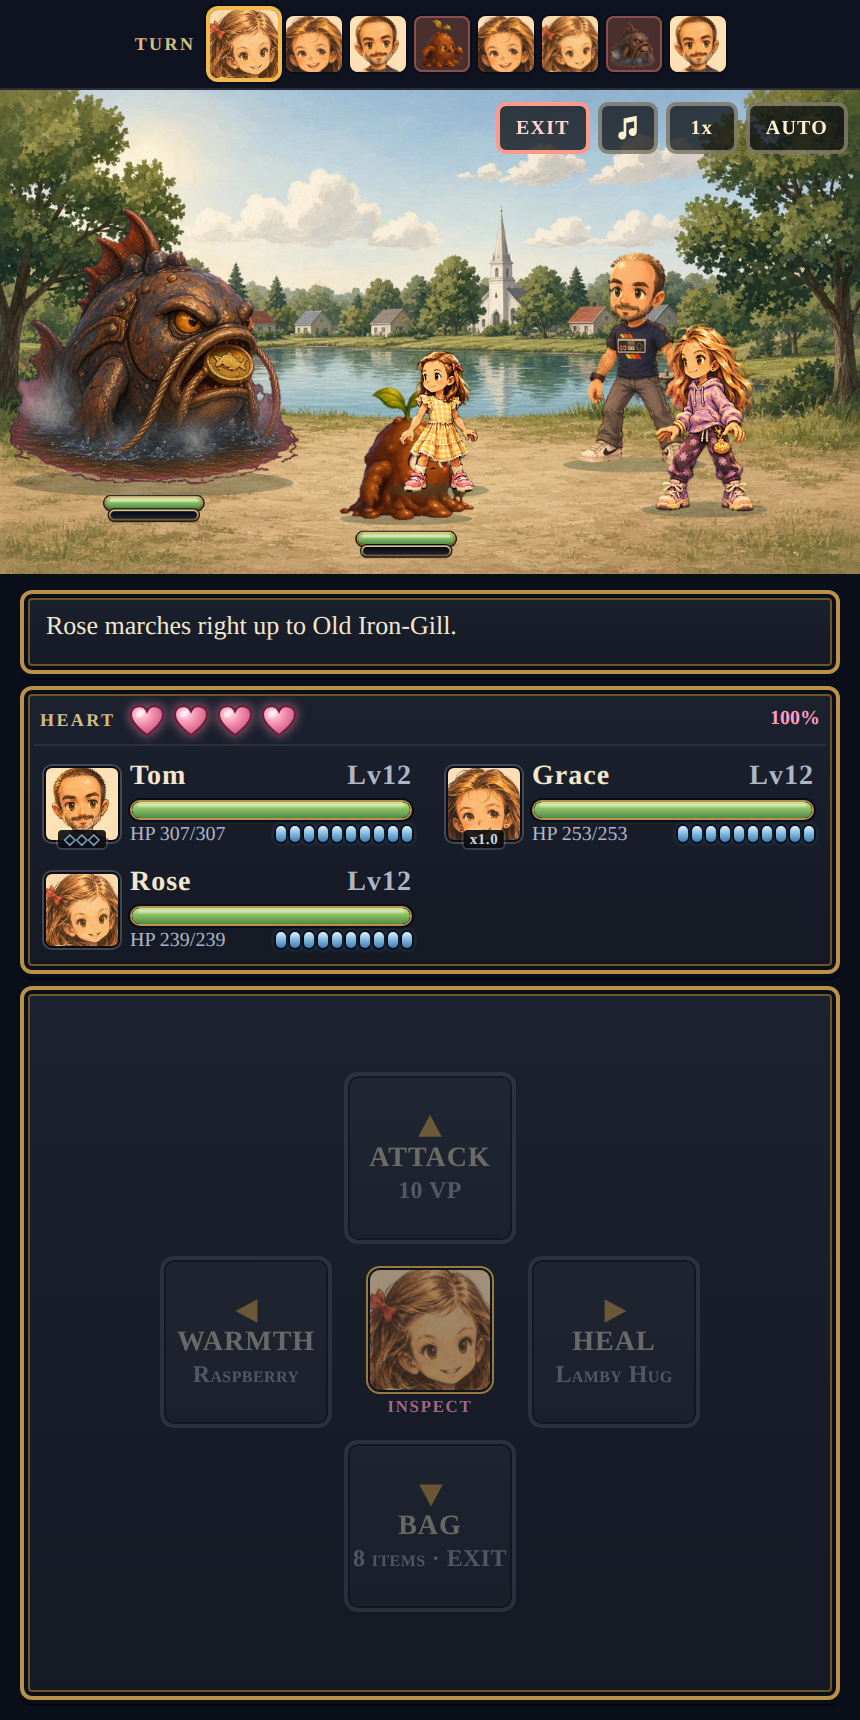 TURN
EXIT
1x
AUTO
Rose marches right up to Old Iron-Gill.
HEART
100%
Tom Lv12
HP 307/307
Grace Lv12
x1.0
HP 253/253
Rose Lv12
HP 239/239
ATTACK
10 VP
WARMTH
Raspberry
INSPECT
HEAL
Lamby Hug
BAG
8 items · EXIT